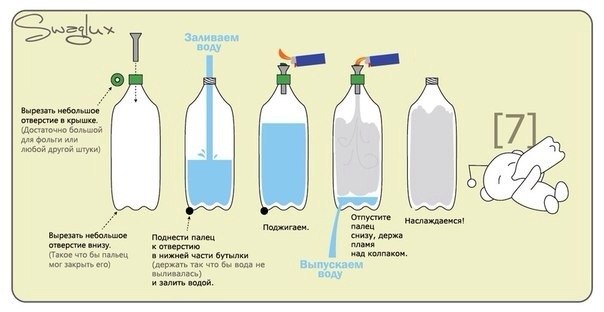 Swaglux
Заливаем
воду
Вырезать небольшое
отверстие в крышке.
(Достаточно большой
для фольги или
любой другой штуки)
Вырезать небольшое
отверстие внизу.
(Такое что бы палец
мог закрыть его)
Поднести палец
к отверстию
в нижней части бутылки
(держать так что бы вода не
выливалась)
и залить водой.
Поджигаем.
Выпускаем
воду
Отпустите
палец
снизу, держа
пламя
над колпаком.
Наслаждаемся!
[7]